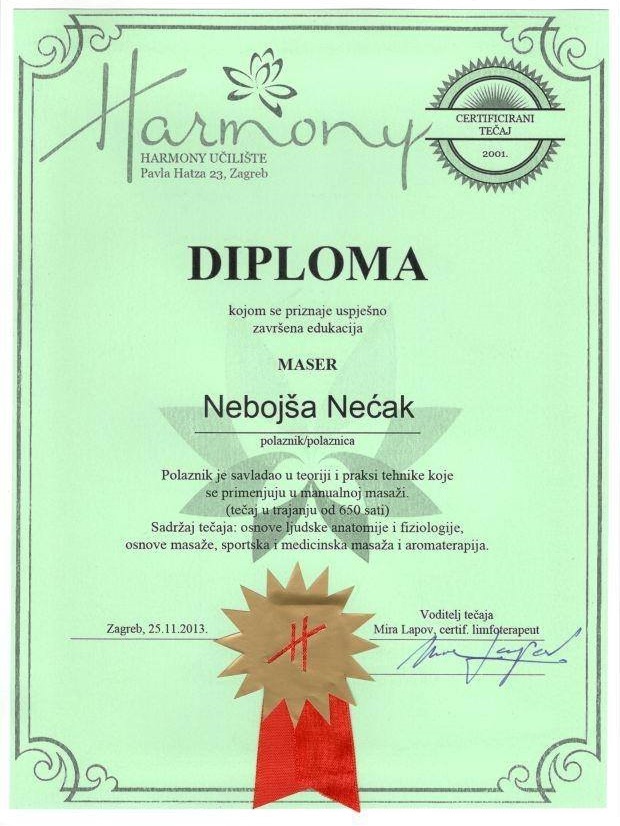 Harmony
HARMONY UČILIŠTE
Pavla Hatza 23, Zagreb
CERTIFICIRANI
TEČAJ
2001.
DIPLOMA
kojom se priznaje uspješno
završena edukacija
MASER
Nebojša Nećak
polaznik/polaznica
Polaznik je savladao u teoriji i praksi tehnike koje
se primenjuju u manualnoj masaži.
(tečaj u trajanju od 650 sati)
Sadržaj tečaja: osnove ljudske anatomije i fiziologije,
osnove masaže, sportska i medicinska masaža i aromaterapija.
Zagreb, 25.11.2013.
H
Voditelj tečaja
Mira Lapov, certif. limfoterapeut